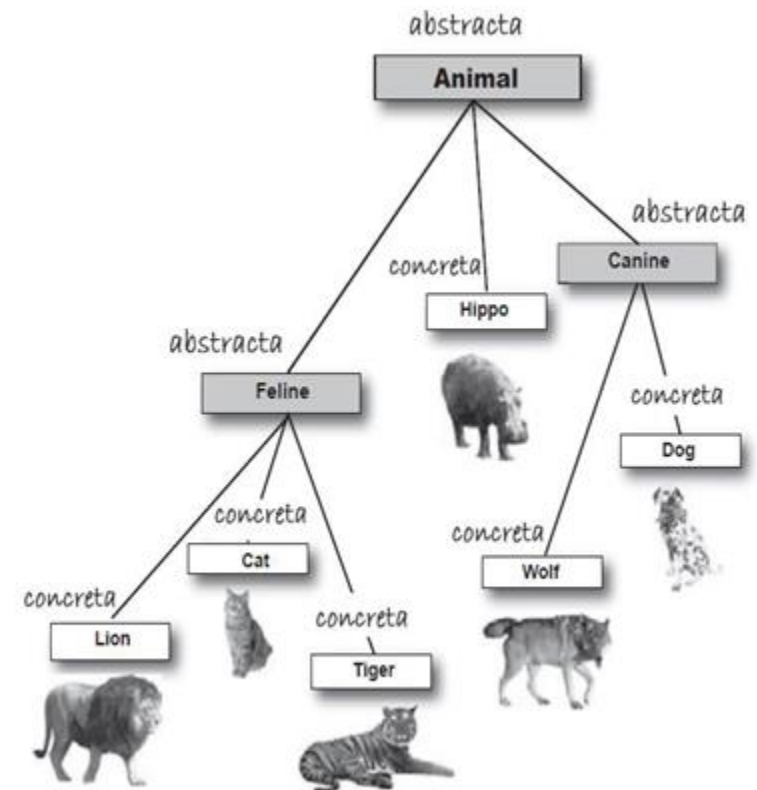 abstracta
Animal
abstracta
Canine
concreta
Hippo
abstracta
Feline
concreta
Dog
concreta
Cat
concreta
Wolf
concreta
Lion
concreta
Tiger